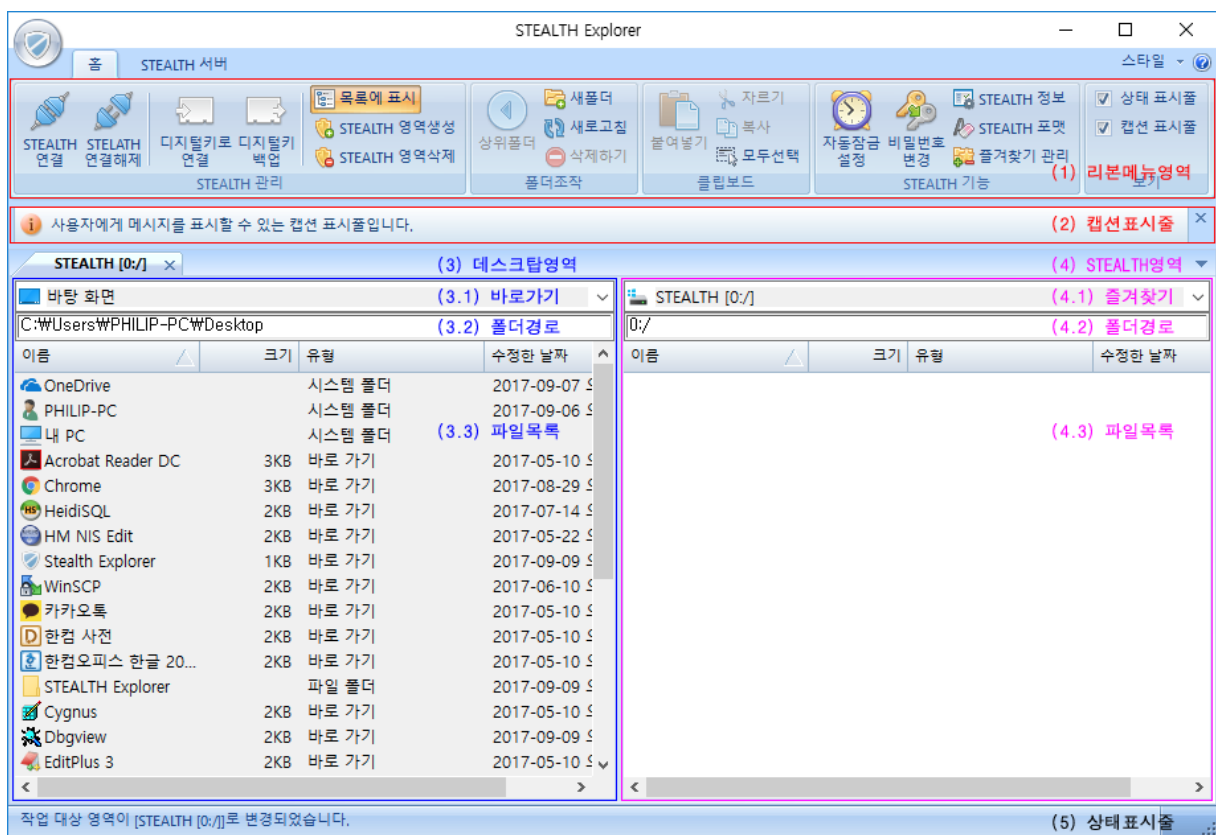 STEALTH Explorer
홈 STEALTH 서버 스타일
STEALTH 연결
STELATH 연결해제
디지털키로 연결
디지털키 백업
목록에 표시
STEALTH 영역생성
STEALTH 영역삭제
STEALTH 관리
상위폴더
새폴더
새로고침
삭제하기
폴더조작
붙여넣기
자르기
복사
모두선택
클립보드
자동잠금 설정
비밀번호 변경
STEALTH 정보
STEALTH 포맷
즐겨찾기 관리
STEALTH 기능
상태 표시줄
캡션 표시줄
보기
(1) 리본메뉴영역
사용자에게 메시지를 표시할 수 있는 캡션 표시줄입니다.
(2) 캡션표시줄
STEALTH [0:/]
(3) 데스크탑영역
(4) STEALTH영역
바탕 화면
(3.1) 바로가기
STEALTH [0:/]
(4.1) 즐겨찾기
C:₩Users₩PHILIP-PC₩Desktop
(3.2) 폴더경로
0:/
(4.2) 폴더경로
이름 크기 유형 수정한 날짜
이름 크기 유형 수정한 날짜
OneDrive 시스템 폴더 2017-09-07
PHILIP-PC 시스템 폴더 2017-09-06
내 PC 시스템 폴더
(3.3) 파일목록
(4.3) 파일목록
Acrobat Reader DC 3KB 바로 가기 2017-05-10
Chrome 3KB 바로 가기 2017-08-29
HeidiSQL 2KB 바로 가기 2017-07-14
HM NIS Edit 2KB 바로 가기 2017-05-22
Stealth Explorer 1KB 바로 가기 2017-09-09
WinSCP 2KB 바로 가기 2017-06-10
카카오톡 2KB 바로 가기 2017-05-10
한컴 사전 2KB 바로 가기 2017-05-10
한컴오피스 한글 20... 2KB 바로 가기 2017-05-10
STEALTH Explorer 파일 폴더 2017-09-09
Cygnus 2KB 바로 가기 2017-05-10
Dbgview 2KB 바로 가기 2017-09-09
EditPlus 3 2KB 바로 가기 2017-05-10
작업 대상 영역이 [STEALTH [0:/]]로 변경되었습니다.
(5) 상태표시줄